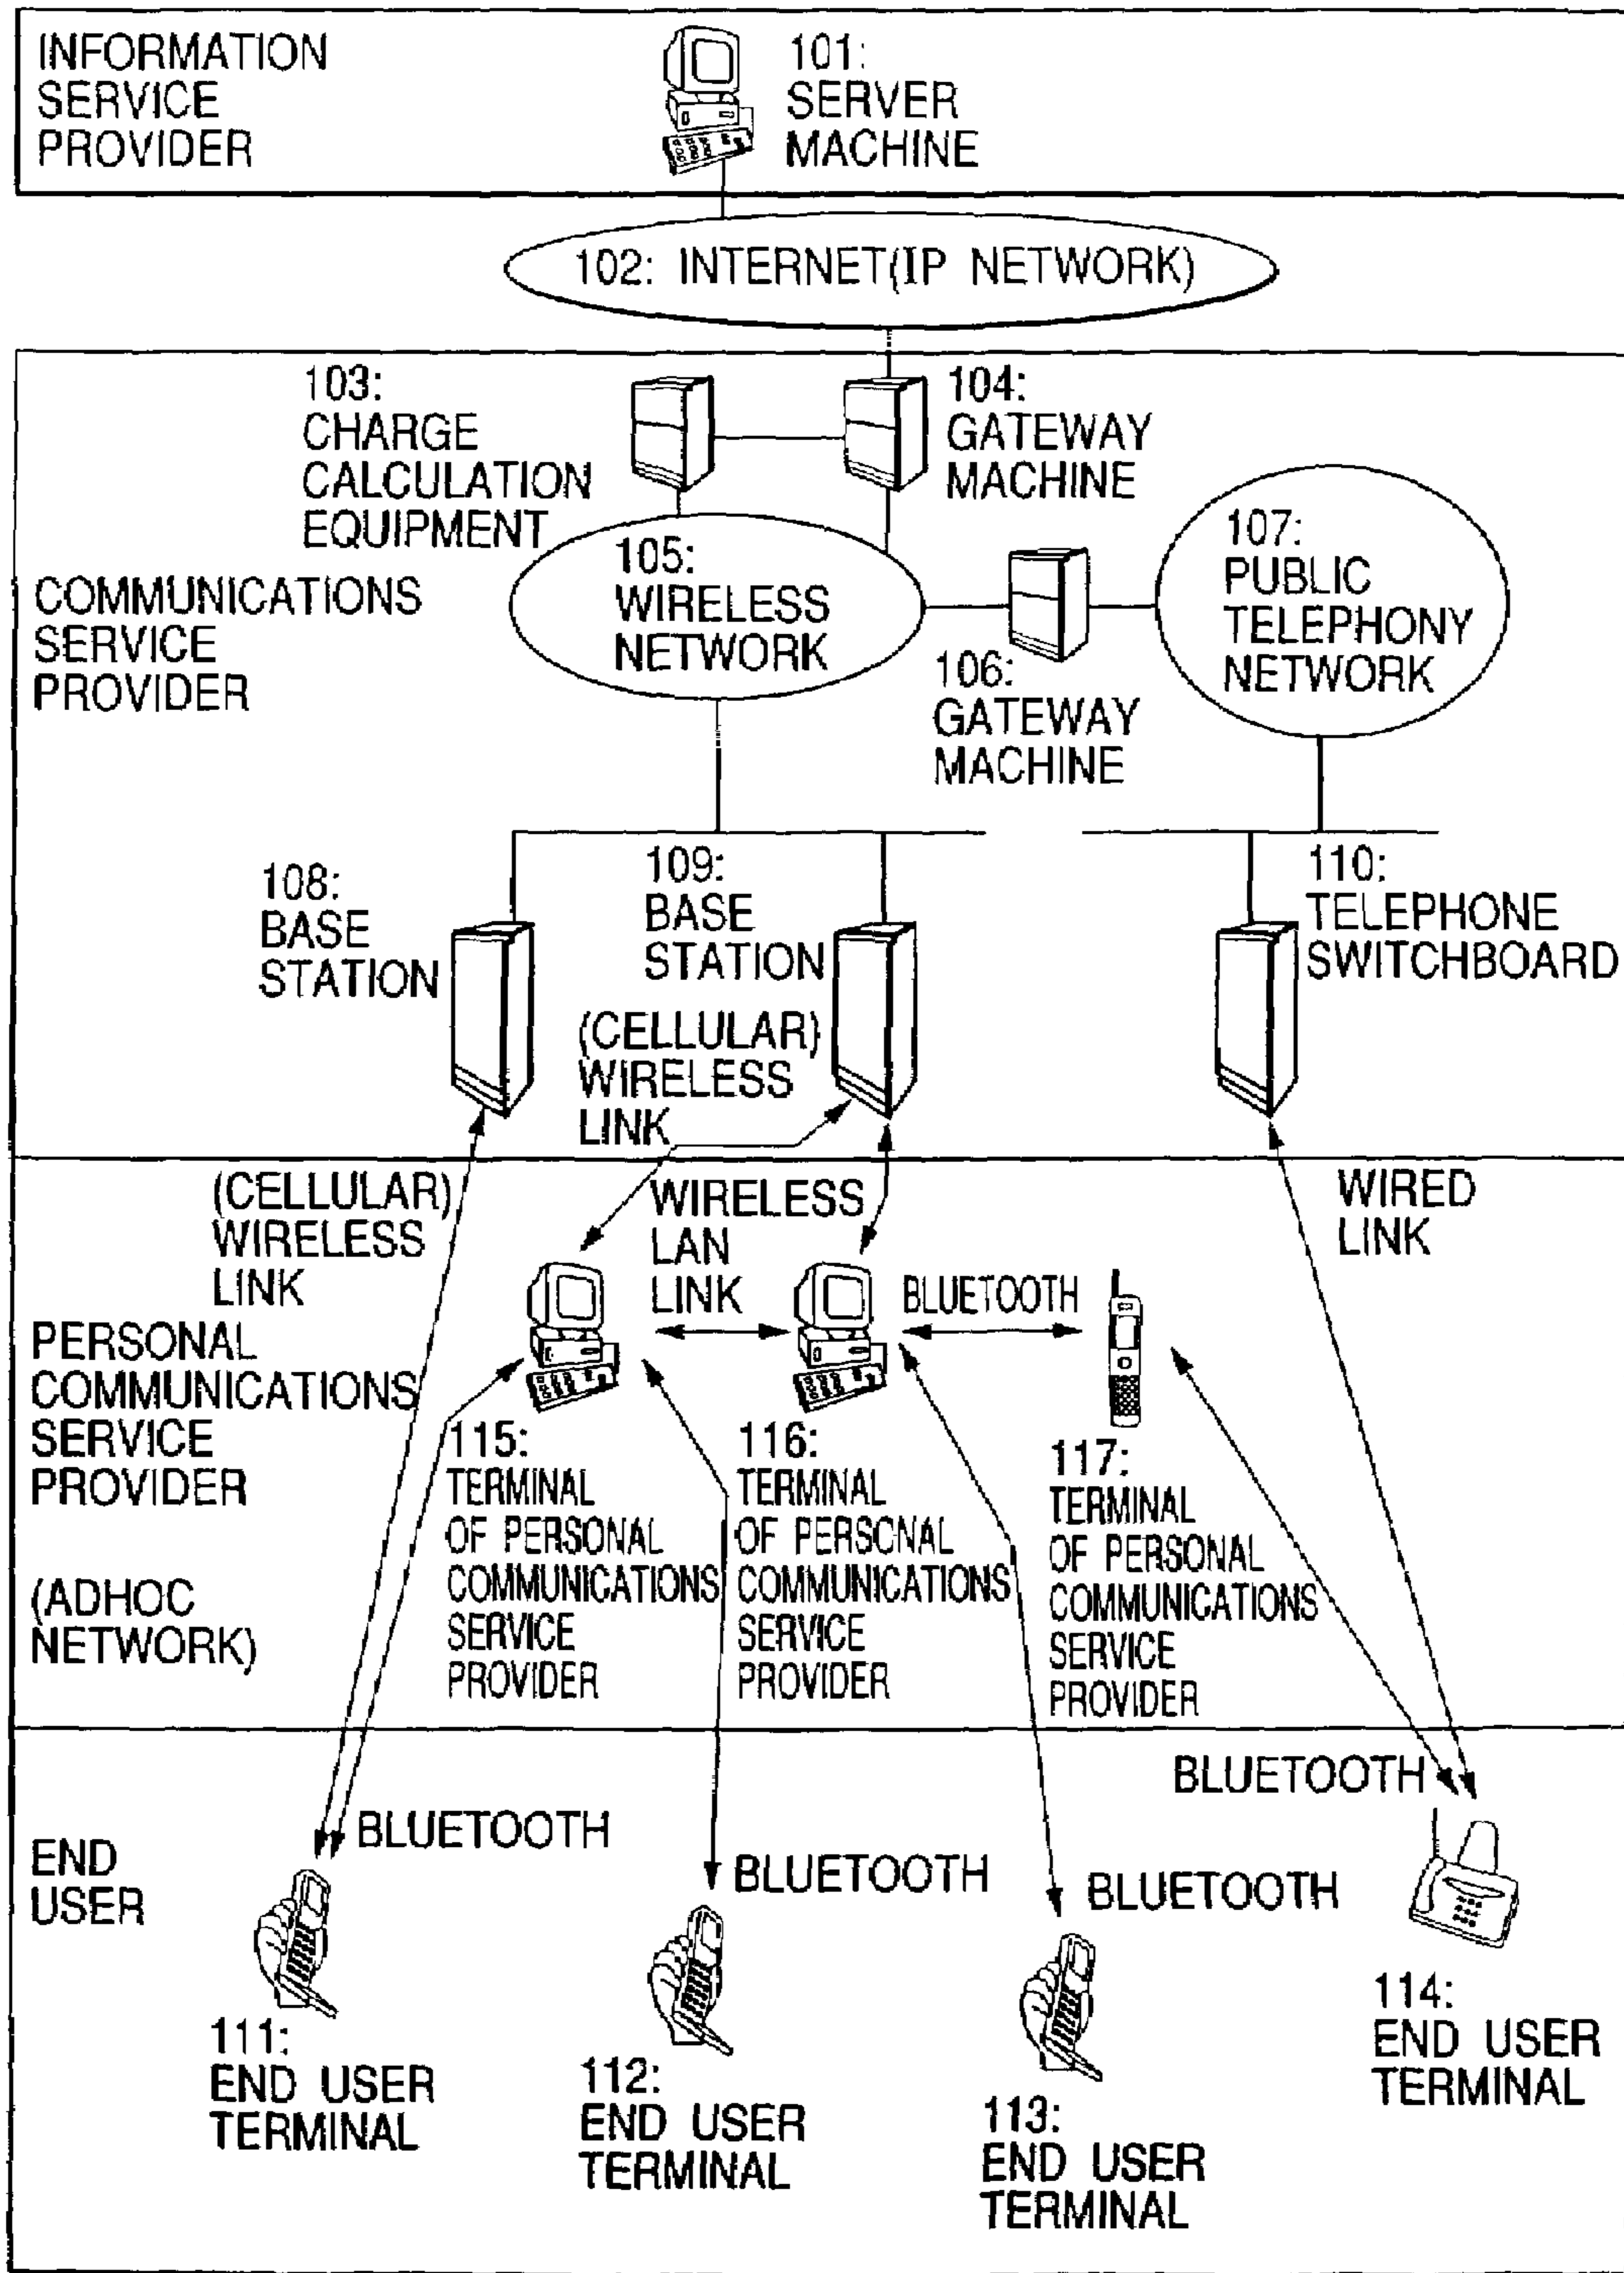 INFORMATION
SERVICE
PROVIDER
101:
SERVER
MACHINE
102: INTERNET(IP NETWORK)
103:
CHARGE
CALCULATION
EQUIPMENT
104:
GATEWAY
MACHINE
COMMUNICATIONS
SERVICE
PROVIDER
105:
WIRELESS
NETWORK
106:
GATEWAY
MACHINE
107:
PUBLIC
TELEPHONY
NETWORK
108:
BASE
STATION
109:
BASE
STATION
(CELLULAR)
WIRELESS
LINK
110:
TELEPHONE
SWITCHBOARD
(CELLULAR)
WIRELESS
LINK
WIRELESS
LAN
LINK
BLUETOOTH
WIRED
LINK
PERSONAL
COMMUNICATIONS
SERVICE
PROVIDER
(ADHOC
NETWORK)
115:
TERMINAL
OF PERSONAL
COMMUNICATIONS
SERVICE
PROVIDER
116:
TERMINAL
OF PERSONAL
COMMUNICATIONS
SERVICE
PROVIDER
117:
TERMINAL
OF PERSONAL
COMMUNICATIONS
SERVICE
PROVIDER
END
USER
BLUETOOTH
BLUETOOTH
BLUETOOTH
BLUETOOTH
111:
END USER
TERMINAL
112:
END USER
TERMINAL
113:
END USER
TERMINAL
114:
END USER
TERMINAL